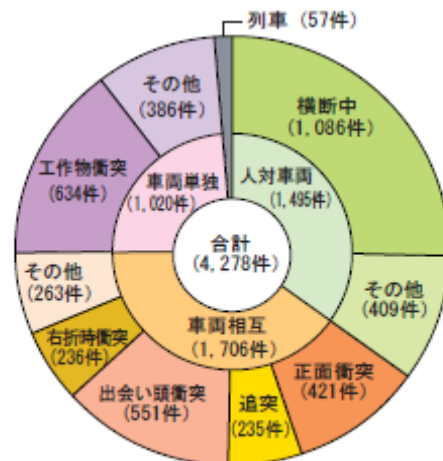 列車 (57件)
横断中
(1,086件)
その他
(409件)
正面衝突
(421件)
追突
(235件)
出会い頭衝突
(551件)
右折時衝突
(236件)
その他
(263件)
工作物衝突
(634件)
その他
(386件)
人対車両
(1,495件)
車両相互
(1,706件)
車両単独
(1,020件)
合計
(4,278件)